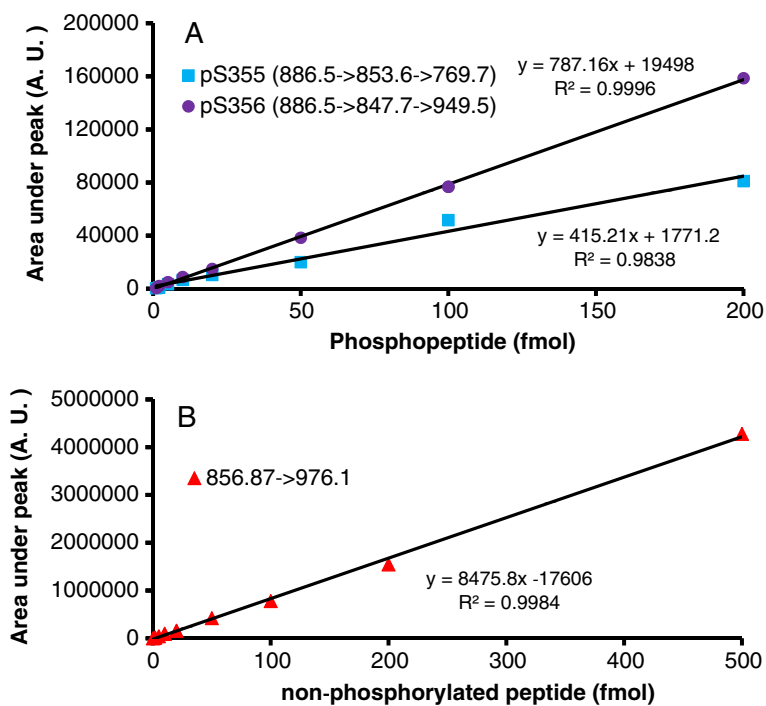 A
200000
160000
120000
80000
40000
0
Area under peak (A. U. )
pS355 (886.5->853.6->769.7)
pS356 (886.5->847.7->949.5)
y = 787.16x + 19498
R² = 0.9996
y = 415.21x + 1771.2
R² = 0.9838
0 50 100 150 200
Phosphopeptide (fmol)
B
5000000
4000000
3000000
2000000
1000000
0
Area under peak (A. U. )
856.87->976.1
y = 8475.8x -17606
R² = 0.9984
0 100 200 300 400 500
non-phosphorylated peptide (fmol)